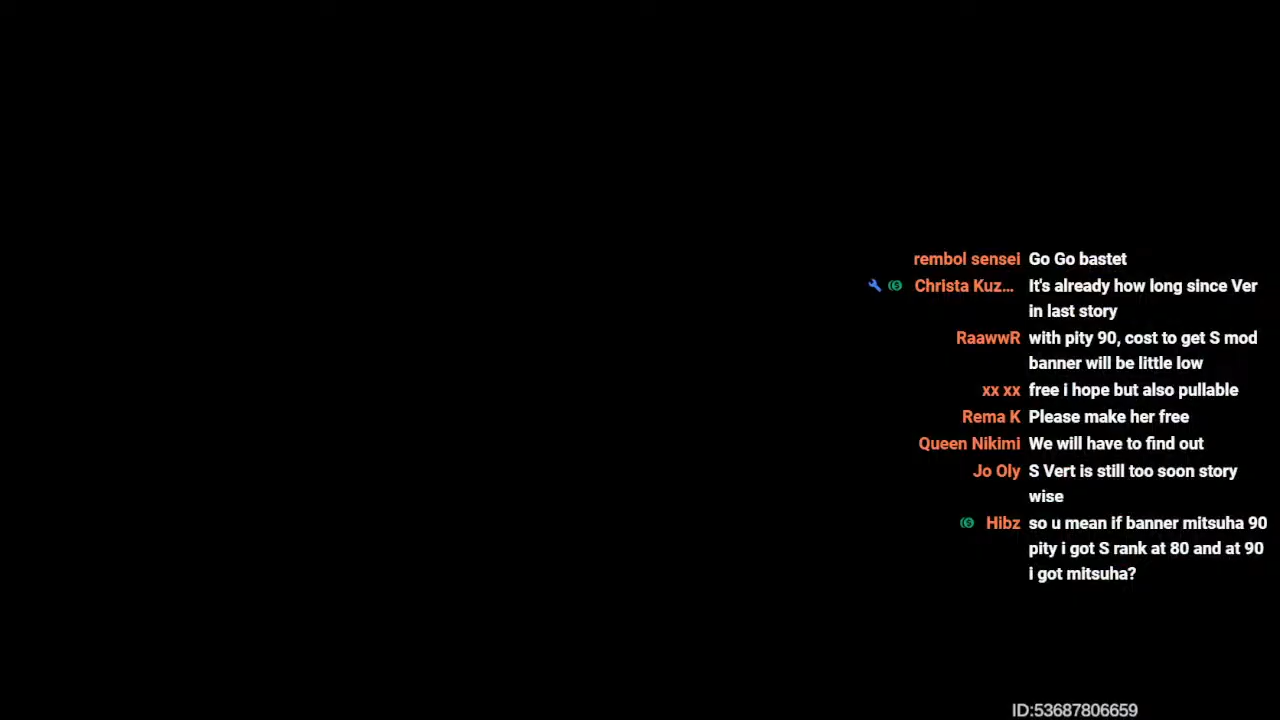 rembol sensei Go Go bastet
Christa Kuz... It's already how long since Ver
in last story
RaawwR with pity 90, cost to get S mod
banner will be little low
xx xx free i hope but also pullable
Rema K Please make her free
Queen Nikimi We will have to find out
Jo Oly S Vert is still too soon story
wise
Hibz so u mean if banner mitsuha 90
pity i got S rank at 80 and at 90
i got mitsuha?
ID:53687806659